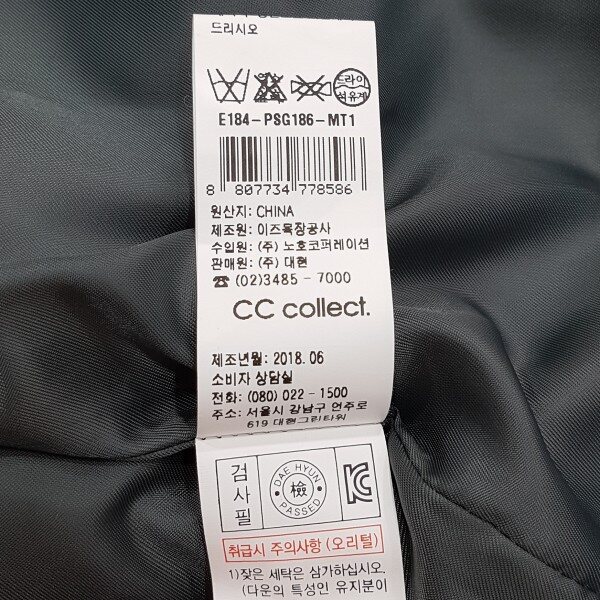 드리시오
드라이
석유계
E184-PSG186-MT1
8 807734 778586
원산지: CHINA
제조원: 이즈목장공사
수입원: (주) 노호코퍼레이션
판매원: (주) 대현
☎ (02)3485-7000
CC collect.
제조년월: 2018.06
소비자 상담실
전화: (080) 022-1500
주소: 서울시 강남구 언주로
619 대현그린타워
검사필
DAE HYUN
檢
PASSED
취급시 주의사항 (오리털)
1)잦은 세탁은 삼가하십시오.
(다운의 특성인 유지분이